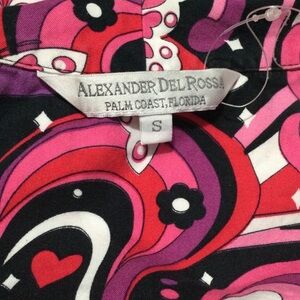 ALEXANDER DEL ROSSA
PALM COAST, FLORIDA
S